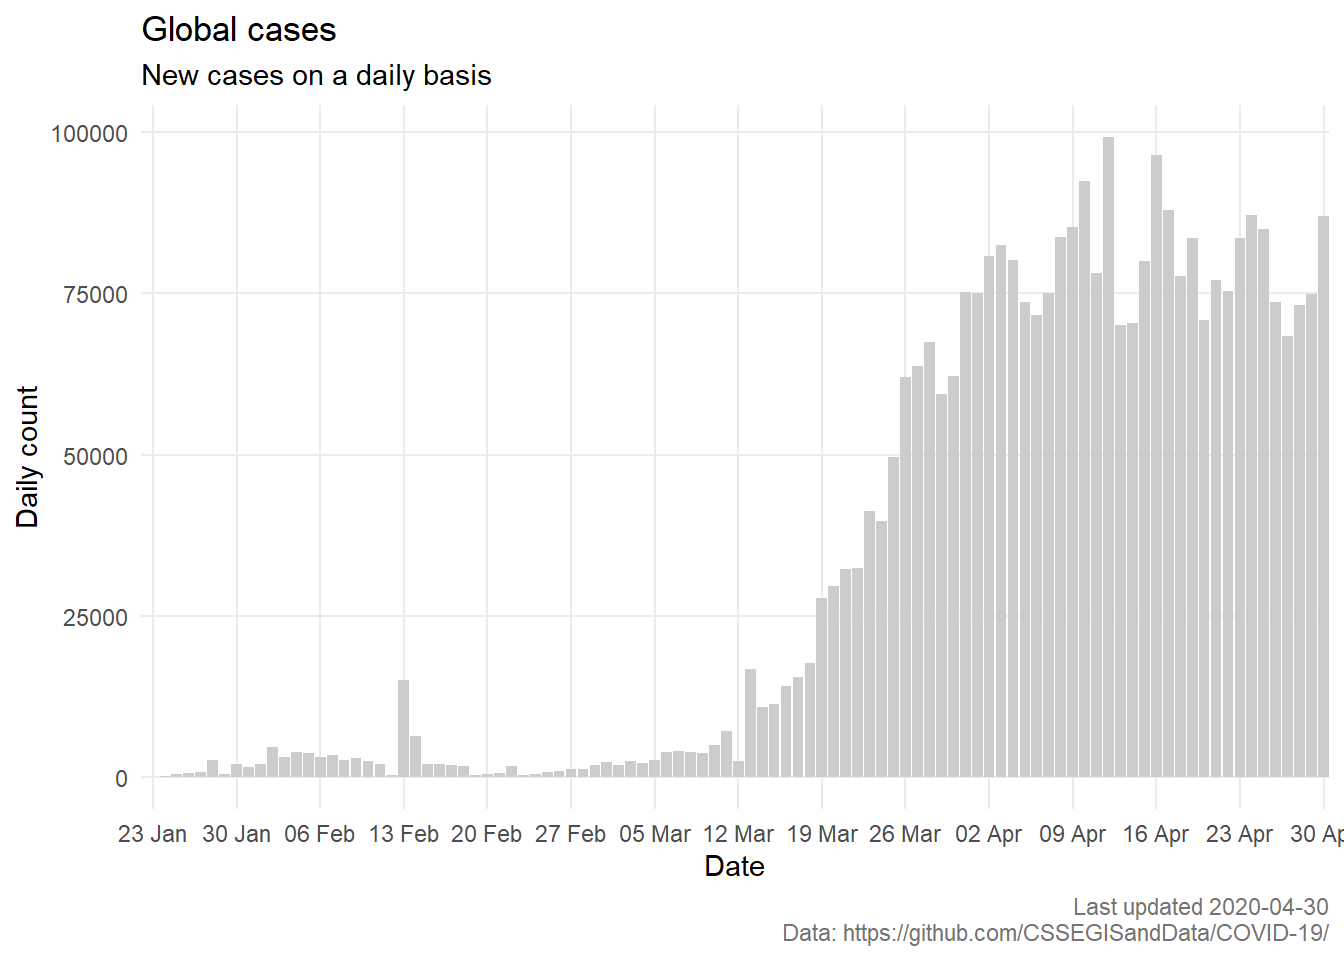 Global cases
New cases on a daily basis
100000
75000
50000
25000
0
Daily count
23 Jan 30 Jan 06 Feb 13 Feb 20 Feb 27 Feb 05 Mar 12 Mar 19 Mar 26 Mar 02 Apr 09 Apr 16 Apr 23 Apr 30 Ap
Date
Last updated 2020-04-30
Data: https://github.com/CSSEGISandData/COVID-19/